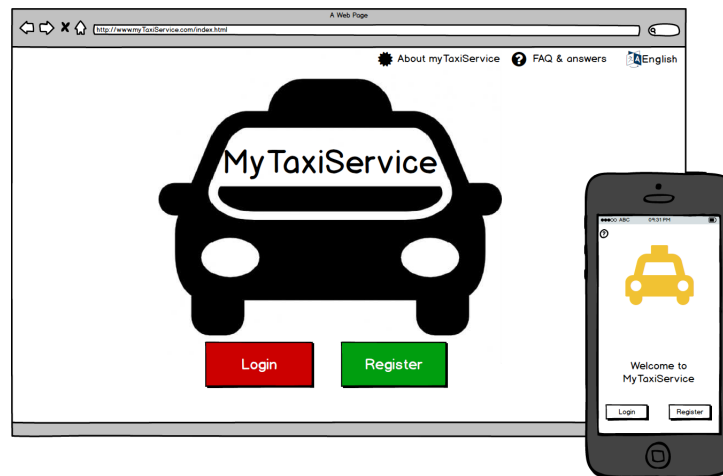 A Web Page
http://www.myTaxiService.com/index.html
About myTaxiService ? FAQ & answers English
MyTaxiService
Login Register
ABC 09:31 PM
?
Welcome to
MyTaxiService
Login Register